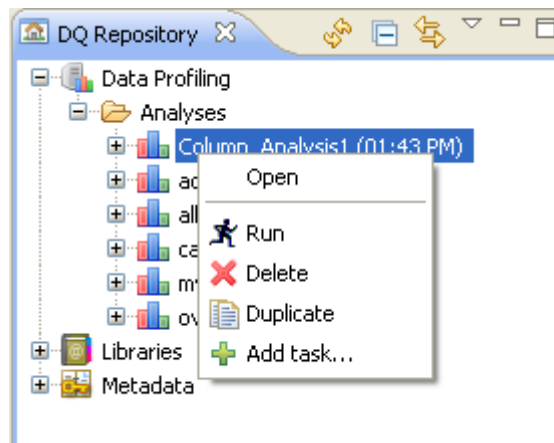 DQ Repository
Data Profiling
Analyses
Column_Analysis1 (01:43 PM)
Open
Run
Delete
Duplicate
Add task...
Libraries
Metadata